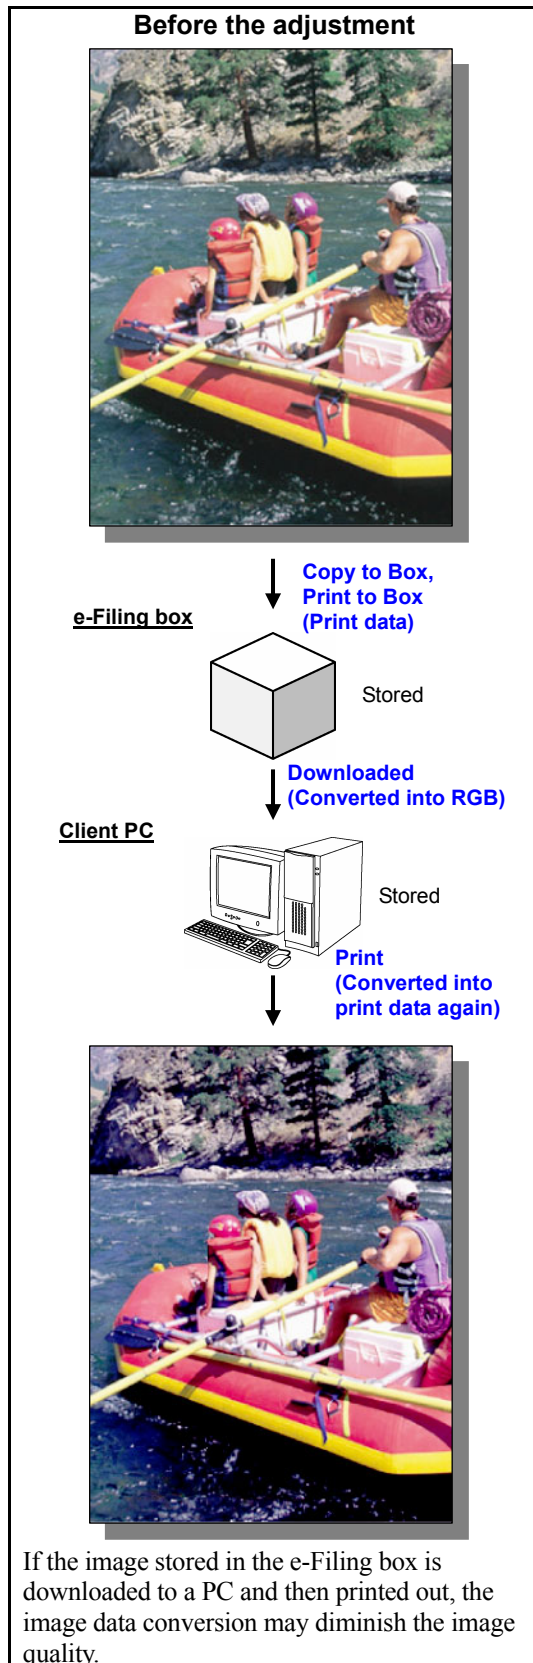 Before the adjustment
Copy to Box,
Print to Box
(Print data)
e-Filing box
Stored
Downloaded
(Converted into RGB)
Client PC
Stored
Print
(Converted into
print data again)
If the image stored in the e-Filing box is
downloaded to a PC and then printed out, the
image data conversion may diminish the image
quality.